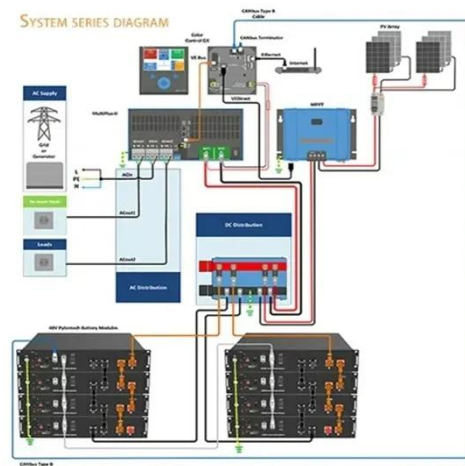 SYSTEM SERIES DIAGRAM
CANbus Type B
Cable
PV Array
Color
Control GX
CANbus Terminator
VE Bus
Ethernet
Internet
AC Supply
Grid
or
Generator
MultiPlus-II
VE Direct
MPPT
L
PE
N
ACin
Loads
ACout1
ACout2
DC Distribution
AC Distribution
48V Pylontech Battery Modules
CANbus Type B